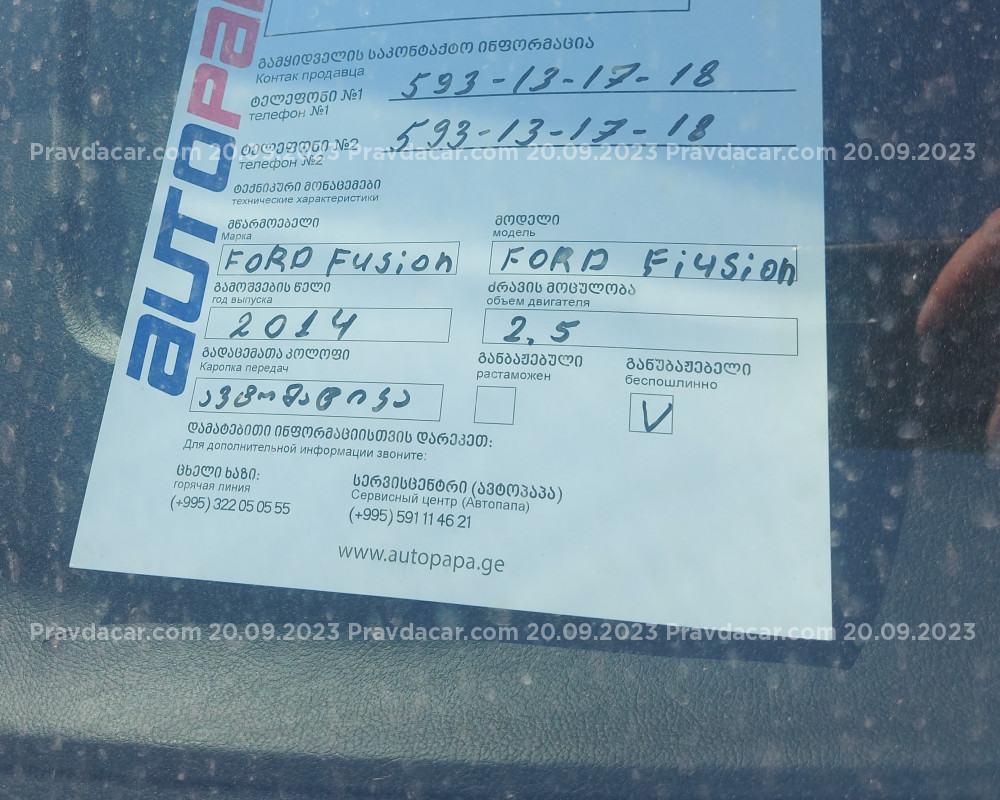 AUTOPA
ᲒᲐᲛᲧᲘᲓᲕᲔᲚᲘᲡ ᲡᲐᲙᲝᲜᲢᲐᲥᲢᲝ ᲘᲜᲤᲝᲠᲛᲐᲪᲘᲐ
Контак продавца
ᲢᲔᲚᲔᲤᲝᲜᲘ №1 593-13-17-18
телефон №1
ᲢᲔᲚᲔᲤᲝᲜᲘ №2 593-13-17-18
телефон №2
ᲢᲔᲥᲜᲘᲙᲣᲠᲘ ᲛᲝᲜᲐᲪᲔᲛᲔᲑᲘ
технические характеристики
ᲛᲬᲐᲠᲛᲝᲔᲑᲔᲚᲘ ᲛᲝᲓᲔᲚᲘ
Марка модель
FORD Fusion FORD Fiusion
ᲒᲐᲛᲝᲨᲕᲔᲑᲘᲡ ᲬᲔᲚᲘ ᲫᲠᲐᲕᲘᲡ ᲛᲝᲪᲣᲚᲝᲑᲐ
год выпуска объем двигателя
2014 2.5
ᲒᲐᲓᲐᲪᲔᲛᲐᲗᲐ ᲙᲝᲚᲝᲤᲘ ᲒᲐᲜᲑᲐᲟᲔᲑᲣᲚᲘ ᲒᲐᲜᲣᲑᲐᲟᲔᲑᲔᲚᲘ
Каропка передач растаможен беспошлинно
ავტომატიკა V
ᲓᲐᲛᲐᲢᲔᲑᲘᲗᲘ ᲘᲜᲤᲝᲠᲛᲐᲪᲘᲘᲡᲗᲕᲘᲡ ᲓᲐᲠᲔᲙᲔᲗ:
Для дополнительной информации звоните:
ᲪᲮᲔᲚᲘ ᲮᲐᲖᲘ: ᲡᲔᲠᲕᲘᲡᲪᲔᲜᲢᲠᲘ (ᲐᲕᲢᲝᲞᲐᲞᲐ)
горячая линия Сервисный центр (Автопапа)
(+995) 322 05 05 55 (+995) 591 11 46 21
www.autopapa.ge
Pravdacar.com 20.09.2023 Pravdacar.com 20.09.2023 Pravdacar.com 20.09.2023
Pravdacar.com 20.09.2023 Pravdacar.com 20.09.2023 Pravdacar.com 20.09.2023